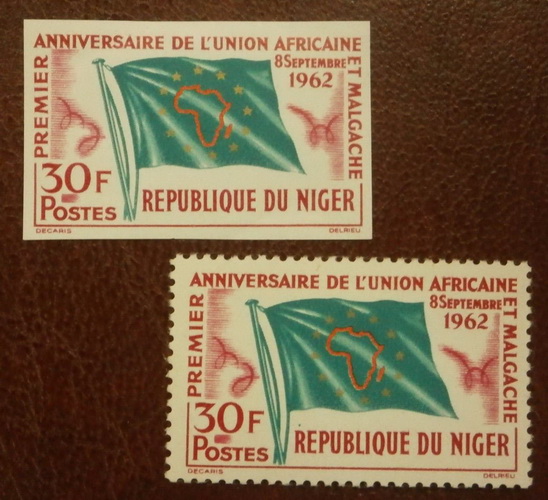 PREMIER ANNIVERSAIRE DE L'UNION AFRICAINE
ET MALGACHE
8 SEPTEMBRE
1962
30F
POSTES
REPUBLIQUE DU NIGER
DECARIS DELRIEU
PREMIER ANNIVERSAIRE DE L'UNION AFRICAINE
ET MALGACHE
8 SEPTEMBRE
1962
30F
POSTES
REPUBLIQUE DU NIGER
DECARIS DELRIEU